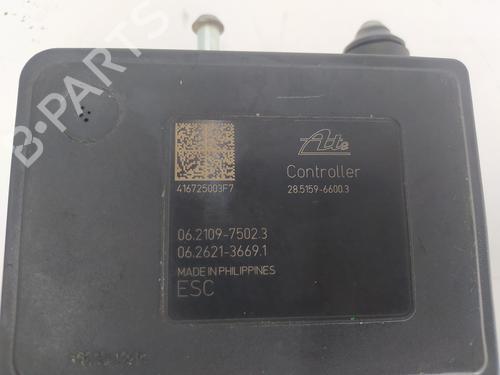 B-PARTS
Ate
Controller
416725003F7
28.5159-6600.3
06.2109-7502.3
06.2621-3669.1
MADE IN PHILIPPINES
ESC